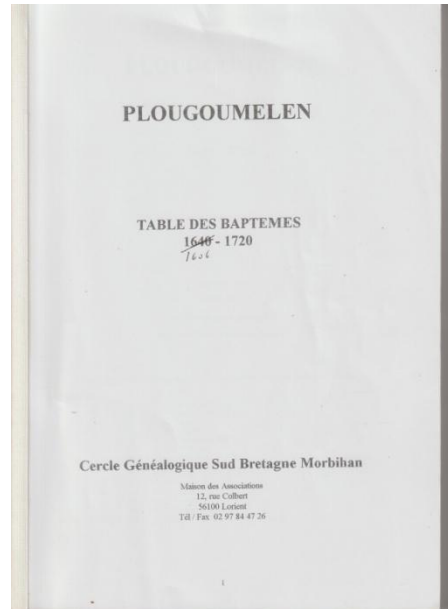 PLOUGOUMELEN
TABLE DES BAPTEMES
1640 - 1720
1606
Cercle Généalogique Sud Bretagne Morbihan
Maison des Associations
12, rue Colbert
56100 Lorient
Tél / Fax 02 97 84 47 26
1